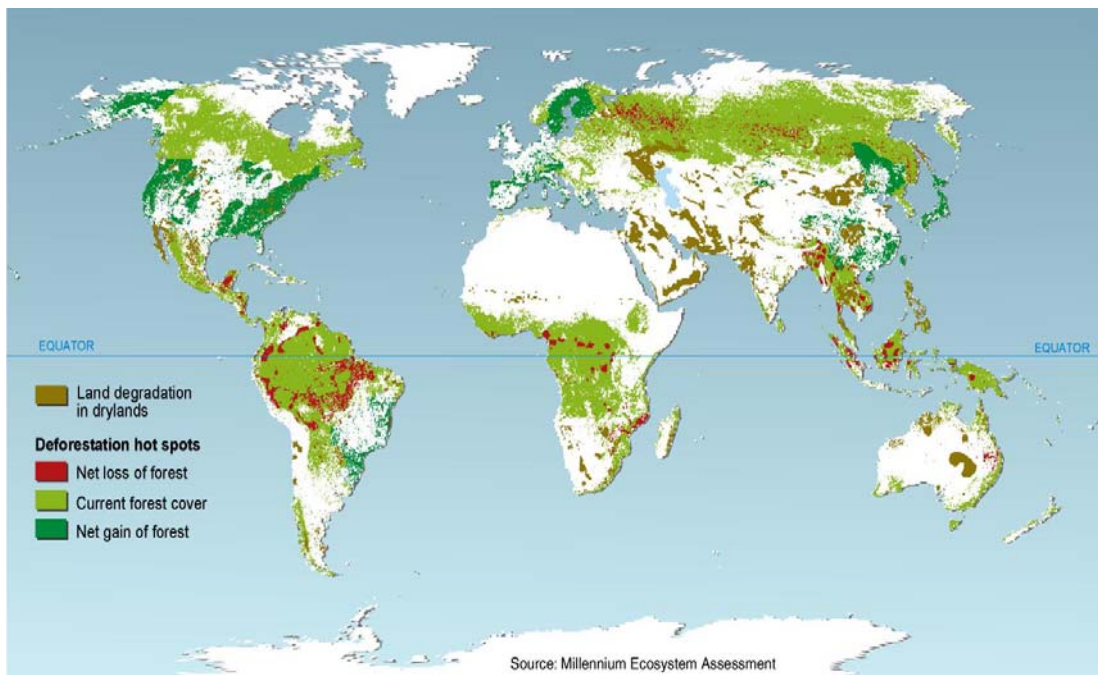 EQUATOR
EQUATOR
Land degradation
in drylands
Deforestation hot spots
Net loss of forest
Current forest cover
Net gain of forest
Source: Millennium Ecosystem Assessment